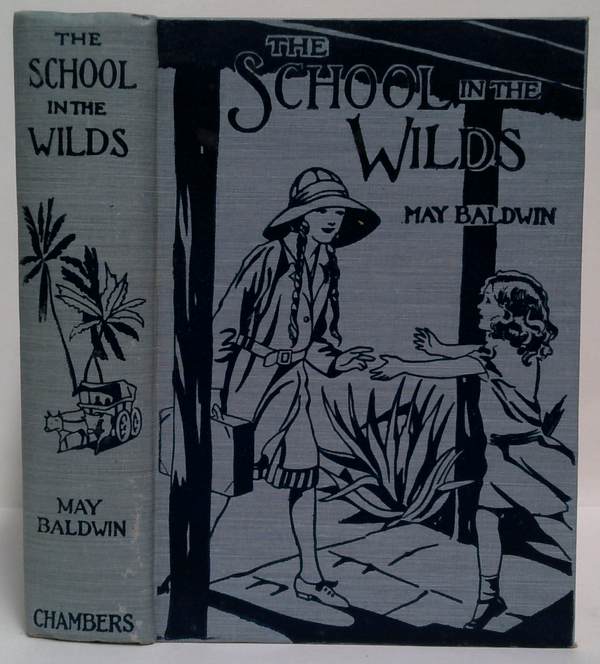 THE
SCHOOL
IN THE
WILDS
MAY
BALDWIN
CHAMBERS
THE
SCHOOL IN THE
WILDS
MAY BALDWIN